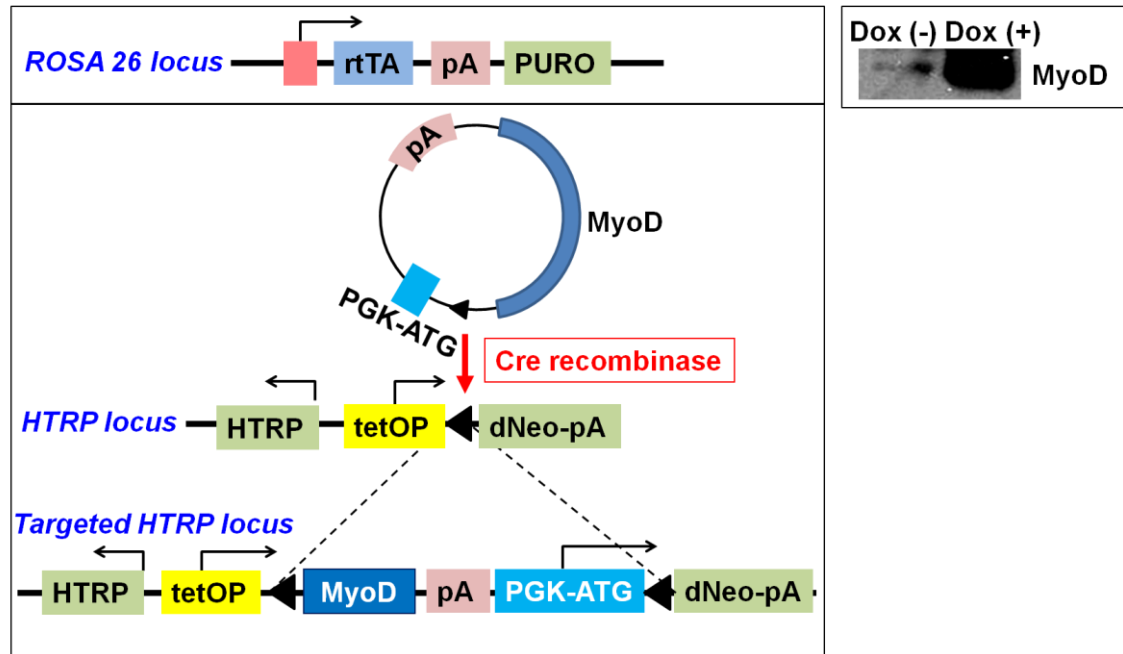 ROSA 26 locus
rtTA pA PURO
Dox (-) Dox (+)
MyoD
pA
MyoD
PGK-ATG
Cre recombinase
HTRP locus
HTRP tetOP dNeo-pA
Targeted HTRP locus
HTRP tetOP MyoD pA PGK-ATG dNeo-pA